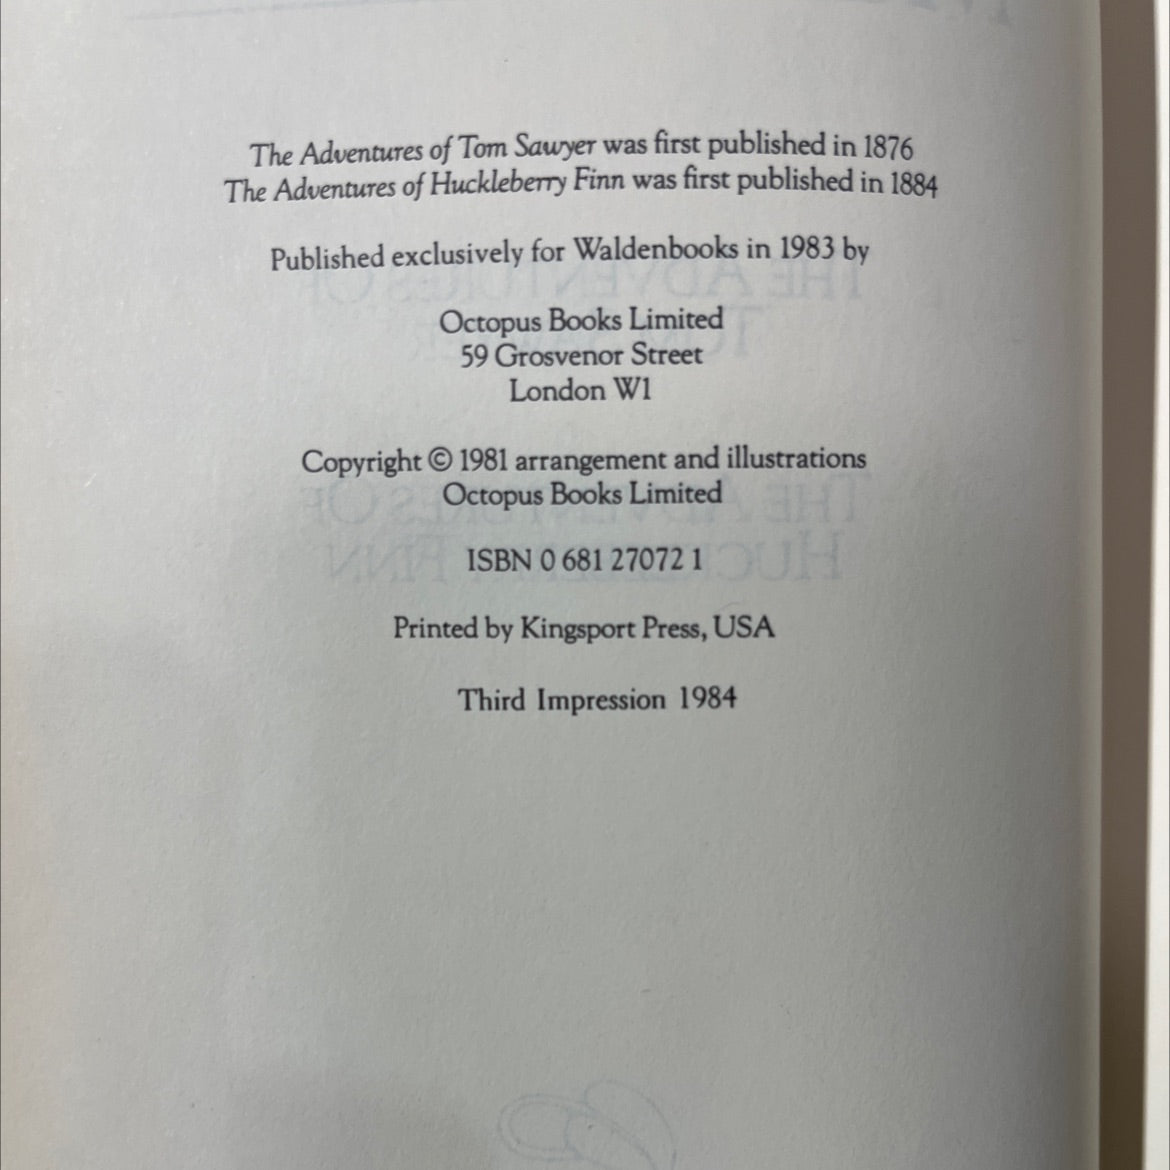 The Adventures of Tom Sawyer was first published in 1876
The Adventures of Huckleberry Finn was first published in 1884
Published exclusively for Waldenbooks in 1983 by
Octopus Books Limited
59 Grosvenor Street
London W1
Copyright © 1981 arrangement and illustrations
Octopus Books Limited
ISBN 0 681 27072 1
Printed by Kingsport Press, USA
Third Impression 1984